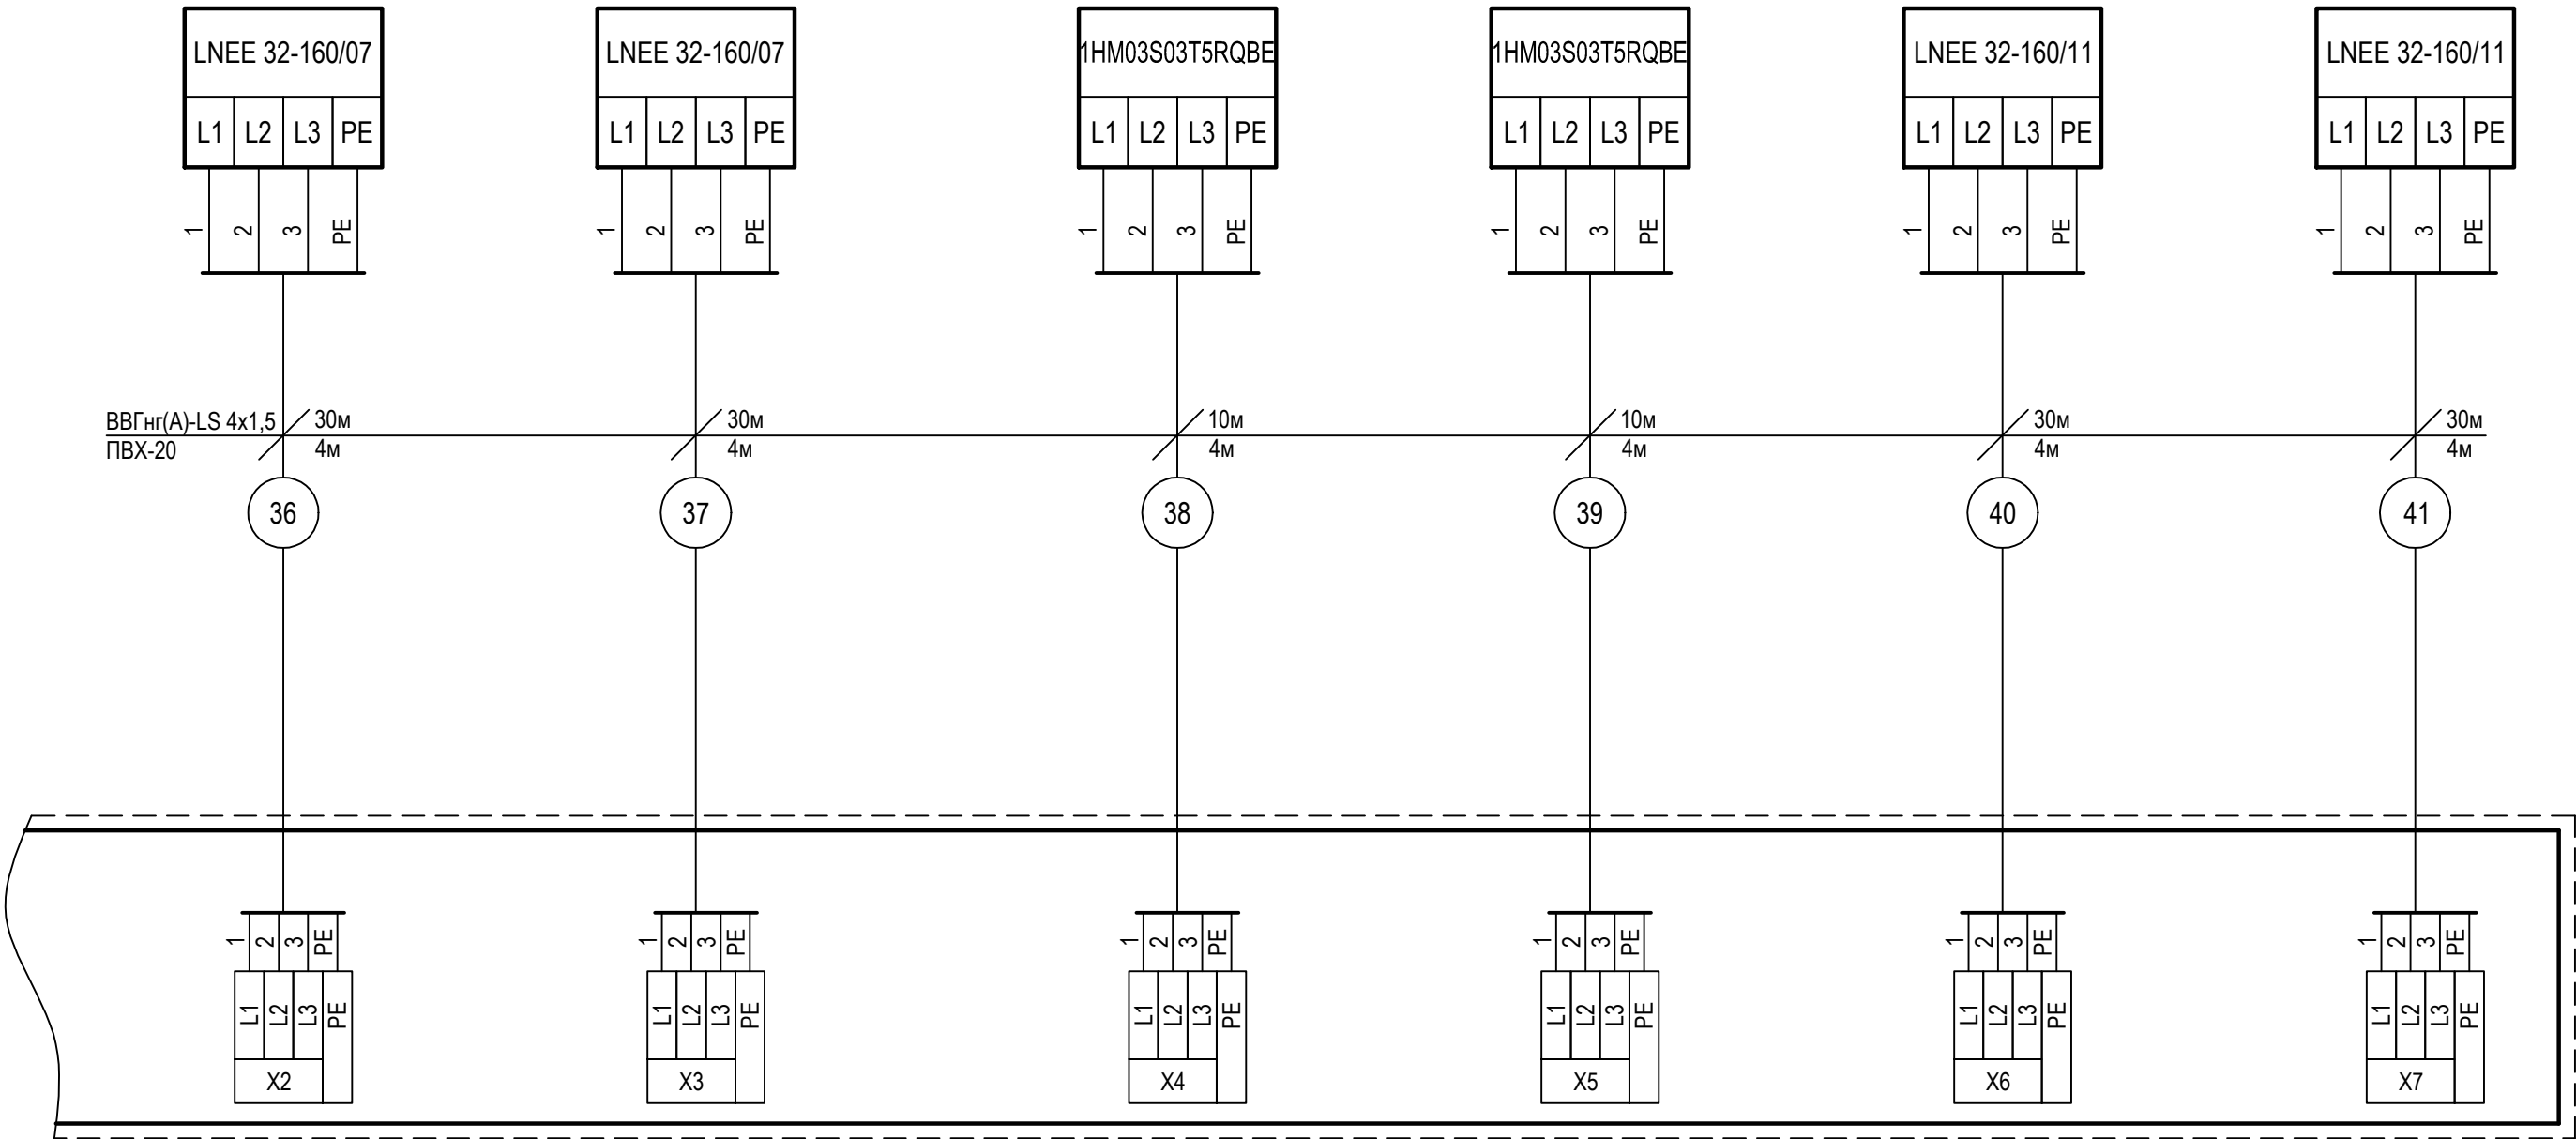 LNEE 32-160/07 LNEE 32-160/07 1HM03S03T5RQBE 1HM03S03T5RQBE LNEE 32-160/11 LNEE 32-160/11
L1 L2 L3 PE L1 L2 L3 PE L1 L2 L3 PE L1 L2 L3 PE L1 L2 L3 PE L1 L2 L3 PE
1 2 3 PE 1 2 3 PE 1 2 3 PE 1 2 3 PE 1 2 3 PE 1 2 3 PE
ВВГнг(А)-LS 4х1,5 30м 30м 10м 10м 30м 30м
ПВХ-20 4м 4м 4м 4м 4м 4м
36 37 38 39 40 41
1 2 3 PE 1 2 3 PE 1 2 3 PE 1 2 3 PE 1 2 3 PE 1 2 3 PE
L1 L2 L3 PE L1 L2 L3 PE L1 L2 L3 PE L1 L2 L3 PE L1 L2 L3 PE L1 L2 L3 PE
X2 X3 X4 X5 X6 X7